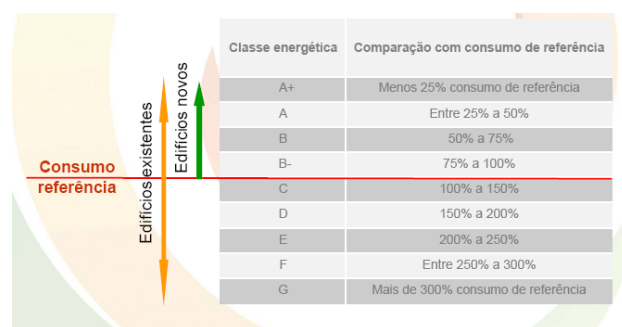 Classe energética Comparação com consumo de referência
A+ Menos 25% consumo de referência
A Entre 25% a 50%
B 50% a 75%
B- 75% a 100%
C 100% a 150%
D 150% a 200%
E 200% a 250%
F Entre 250% a 300%
G Mais de 300% consumo de referência
Consumo
referência
Edifícios existentes
Edifícios novos